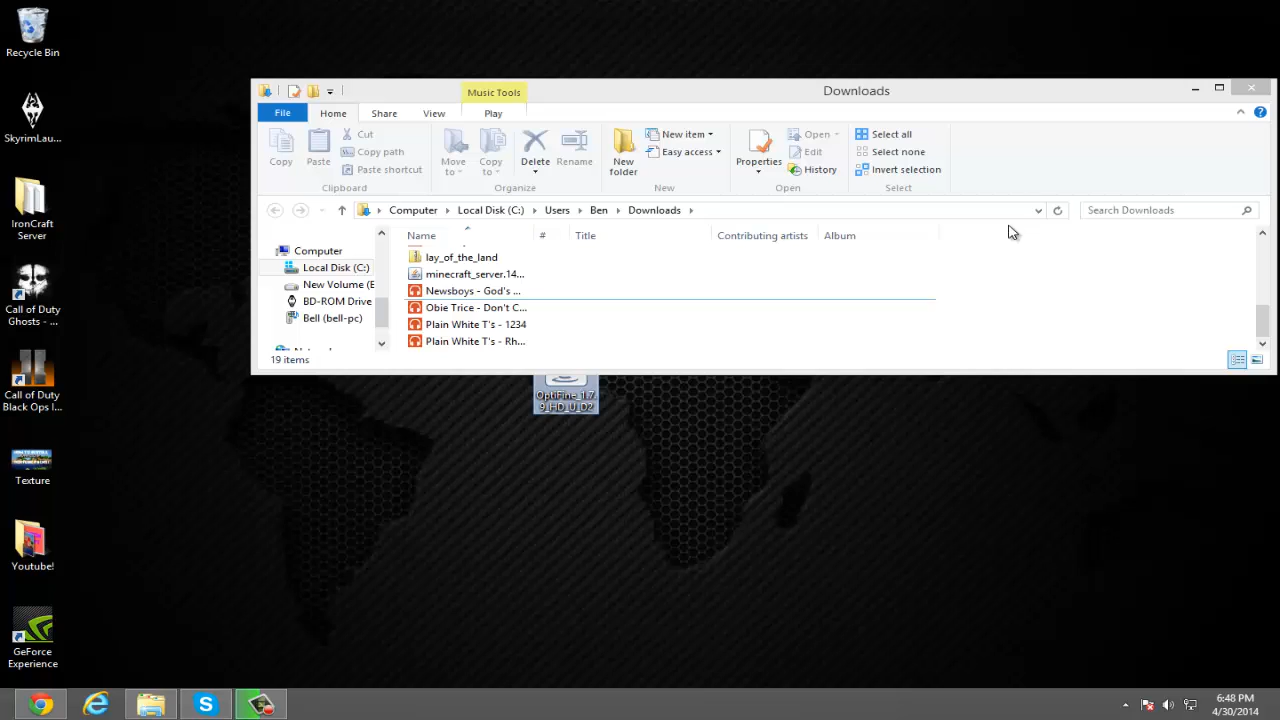 Recycle Bin
SkyrimLau...
IronCraft
Server
Call of Duty
Ghosts - ...
Call of Duty
Black Ops I...
Texture
Youtube!
GeForce
Experience
Music Tools
Downloads
File
Home
Share
View
Play
Copy
Paste
Cut
Copy path
Paste shortcut
Clipboard
Move
to
Copy
to
Delete
Rename
Organize
New
folder
New item
Easy access
New
Properties
Open
Edit
History
Open
Select all
Select none
Invert selection
Select
Computer
Local Disk (C:)
Users
Ben
Downloads
Search Downloads
Name
#
Title
Contributing artists
Album
Computer
Local Disk (C:)
New Volume (E
BD-ROM Drive
Bell (bell-pc)
lay_of_the_land
minecraft_server.14...
Newsboys - God's ...
Obie Trice - Don't C...
Plain White T's - 1234
Plain White T's - Rh...
19 items
OptiFine_1.7.
9_HD_U_D2
6:48 PM
4/30/2014